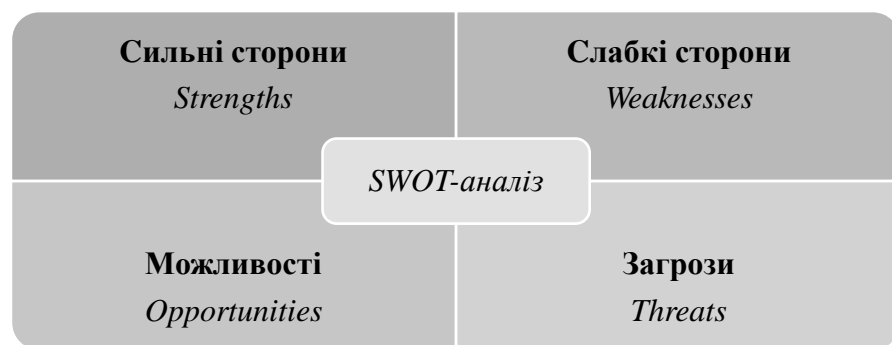 Сильні сторони
Strengths
Слабкі сторони
Weaknesses
SWOT-аналіз
Можливості
Opportunities
Загрози
Threats